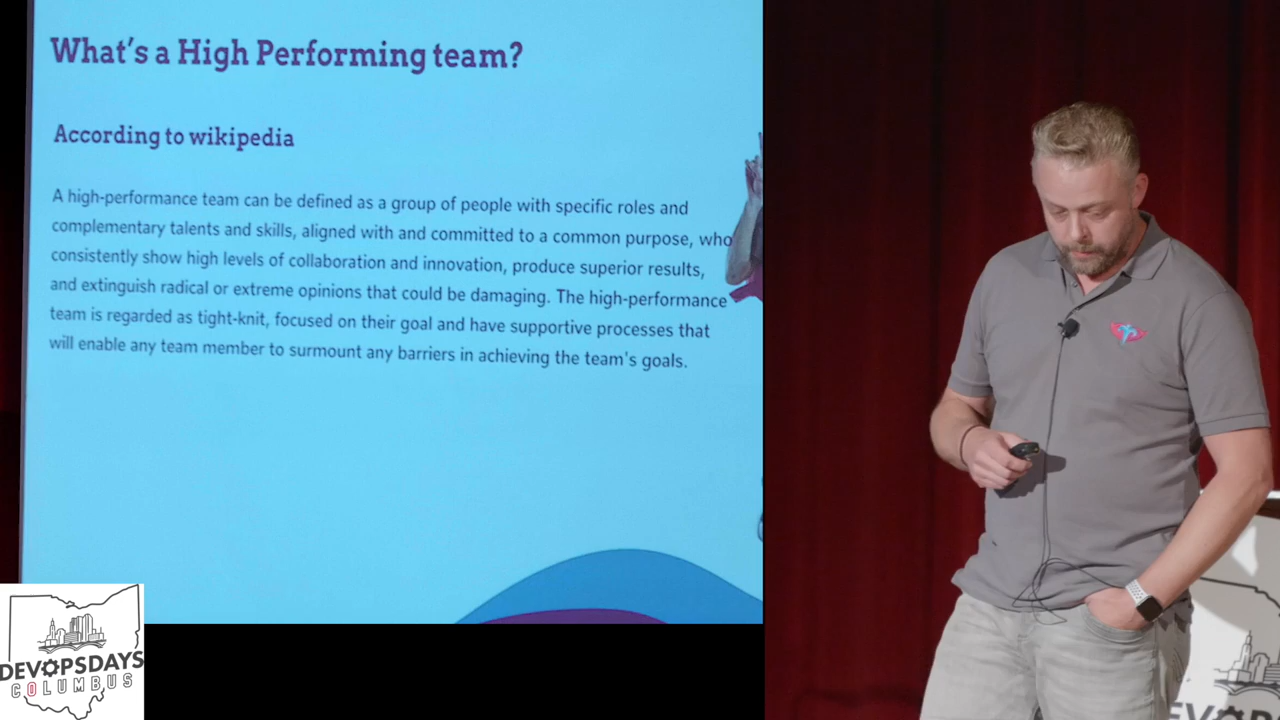 What's a High Performing team?
According to wikipedia
A high-performance team can be defined as a group of people with specific roles and
complementary talents and skills, aligned with and committed to a common purpose, who
consistently show high levels of collaboration and innovation, produce superior results,
and extinguish radical or extreme opinions that could be damaging. The high-performance
team is regarded as tight-knit, focused on their goal and have supportive processes that
will enable any team member to surmount any barriers in achieving the team's goals.
DEVOPSDAYS
COLUMBUS